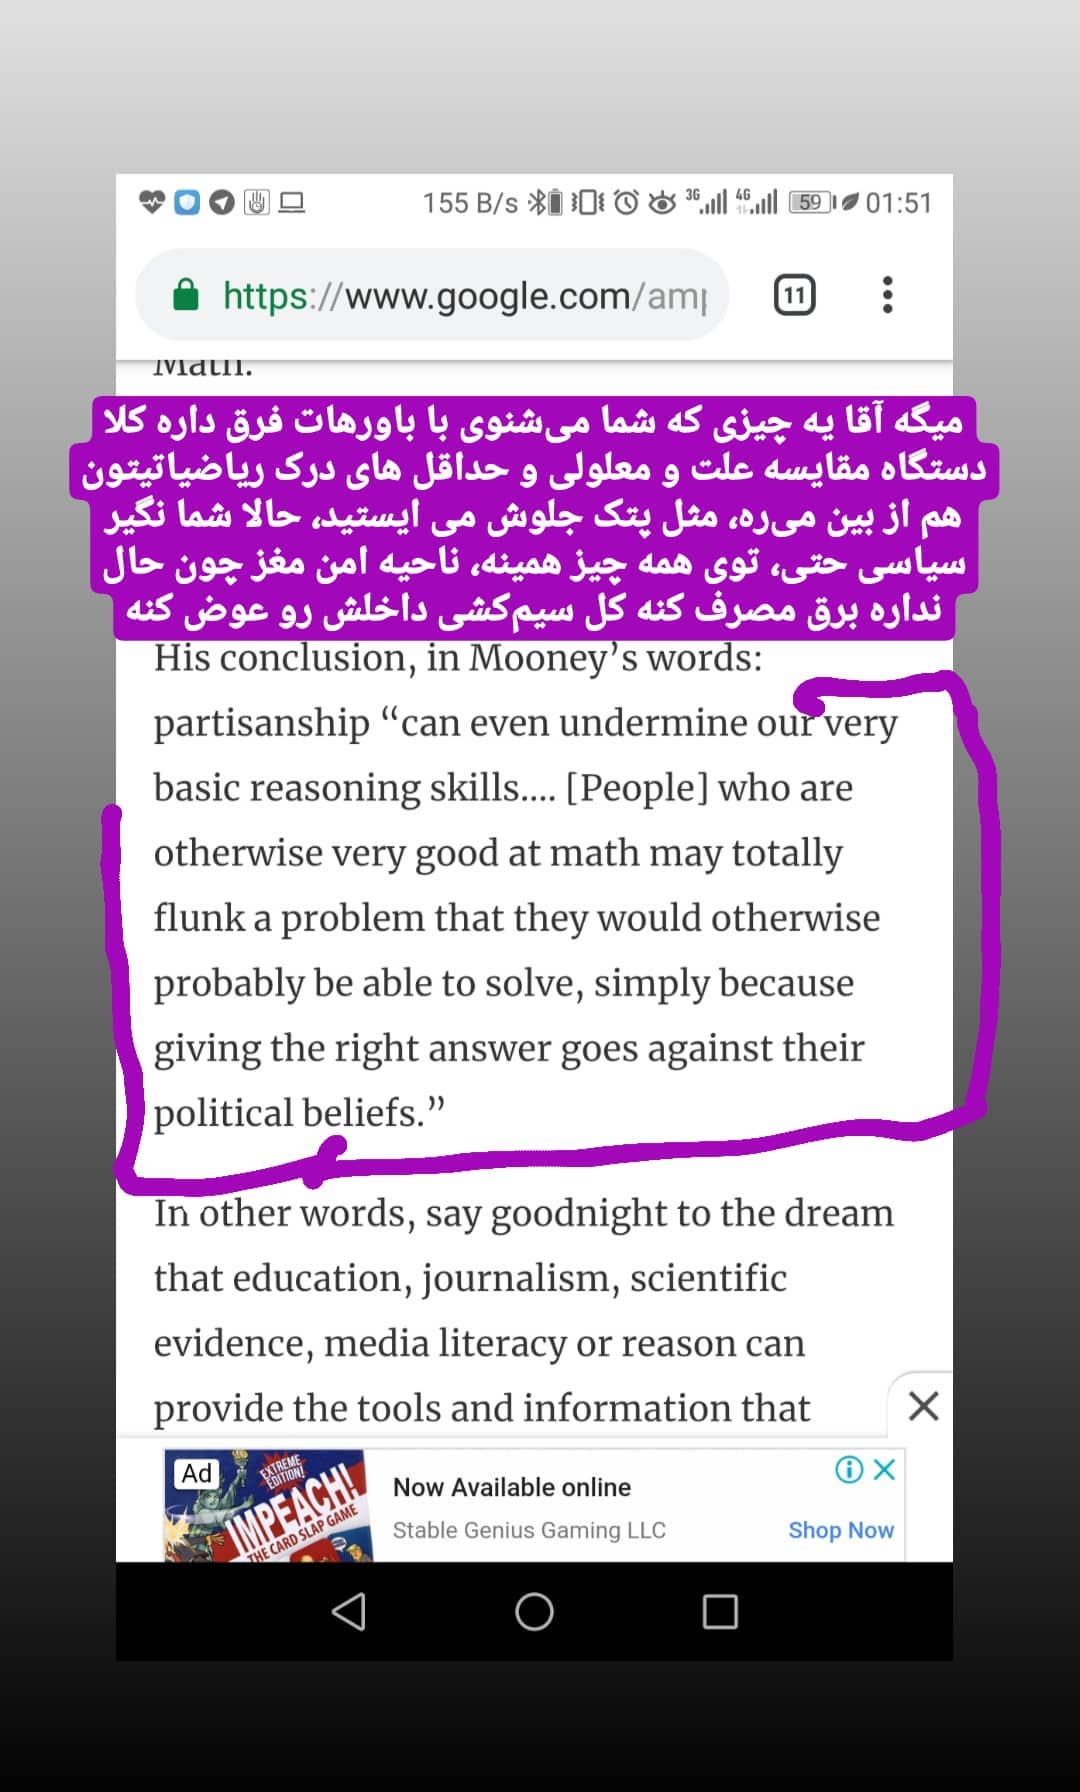 155 B/s 3G 4G 59 01:51
https://www.google.com/amp
11
Math.
میگه آقا یه چیزی که شما می‌شنوی با باورهات فرق داره کلا
دستگاه مقایسه علت و معلولی و حداقل های درک ریاضیاتیتون
هم از بین می‌ره، مثل پتک جلوش می ایستید، حالا شما نگیر
سیاسی حتی، توی همه چیز همینه، ناحیه امن مغز چون حال
نداره برق مصرف کنه کل سیم‌کشی داخلش رو عوض کنه
His conclusion, in Mooney’s words:
partisanship “can even undermine our very
basic reasoning skills.... [People] who are
otherwise very good at math may totally
flunk a problem that they would otherwise
probably be able to solve, simply because
giving the right answer goes against their
political beliefs.”
In other words, say goodnight to the dream
that education, journalism, scientific
evidence, media literacy or reason can
provide the tools and information that
Ad
EXTREME
EDITION!
IMPEACH!
THE CARD SLAP GAME
Now Available online
Stable Genius Gaming LLC
Shop Now